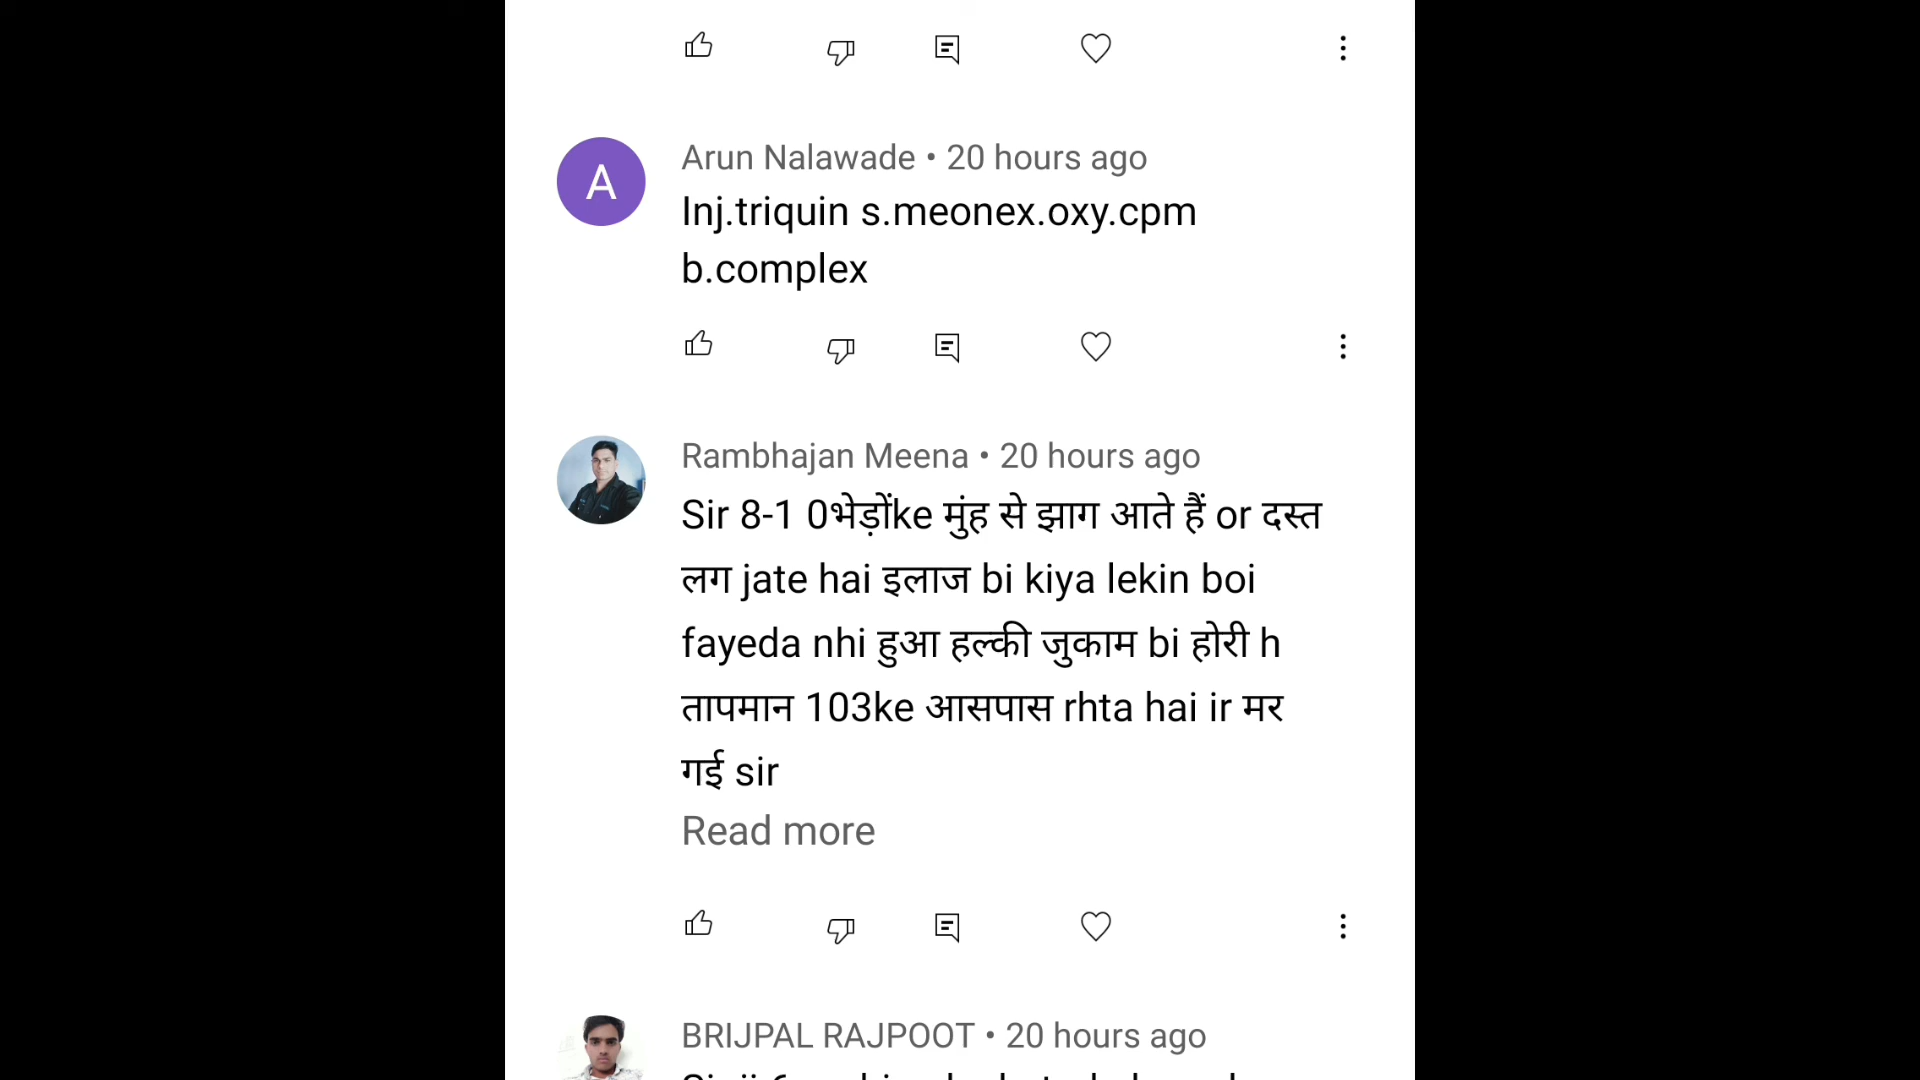 Arun Nalawade • 20 hours ago
A
Inj.triquin s.meonex.oxy.cpm
b.complex
Rambhajan Meena • 20 hours ago
Sir 8-1 0भेड़ोंke मुंह से झाग आते हैं or दस्त
लग jate hai इलाज bi kiya lekin boi
fayeda nhi हुआ हल्की जुकाम bi होरी h
तापमान 103ke आसपास rhta hai ir मर
गई sir
Read more
BRIJPAL RAJPOOT • 20 hours ago